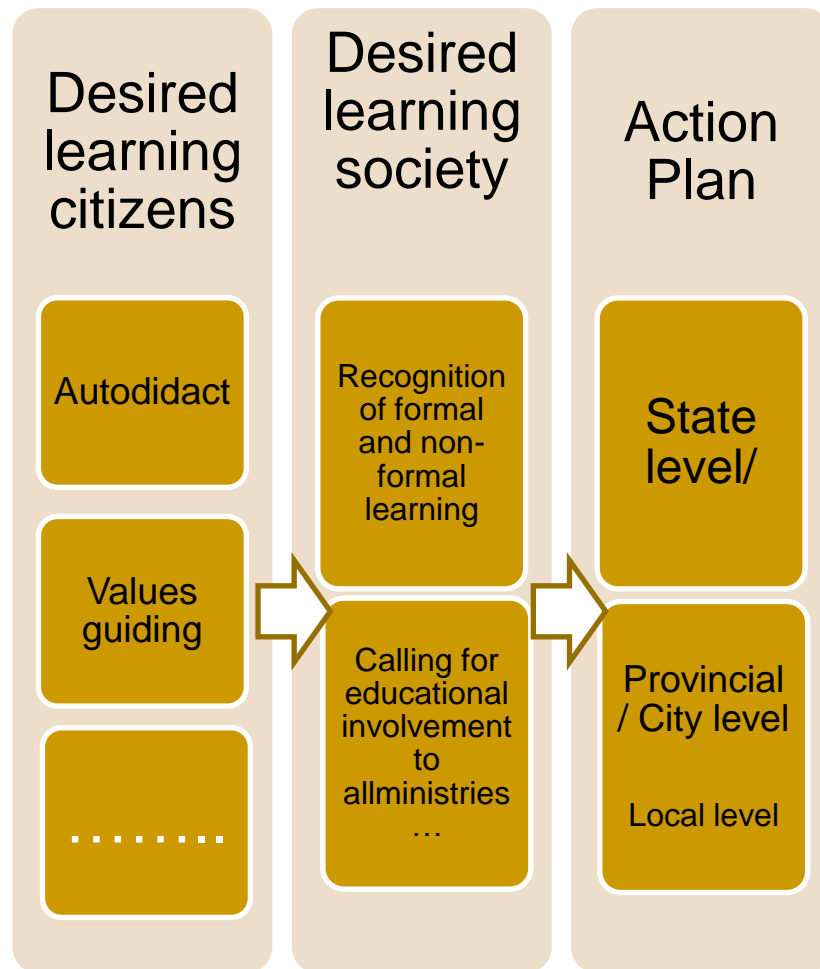 Desired
learning
citizens
Autodidact
Values
guiding
. . . . . . . .
Desired
learning
society
Recognition
of formal
and non-
formal
learning
Calling for
educational
involvement
to
allministries
…
Action
Plan
State
level/
Provincial
/ City level
Local level